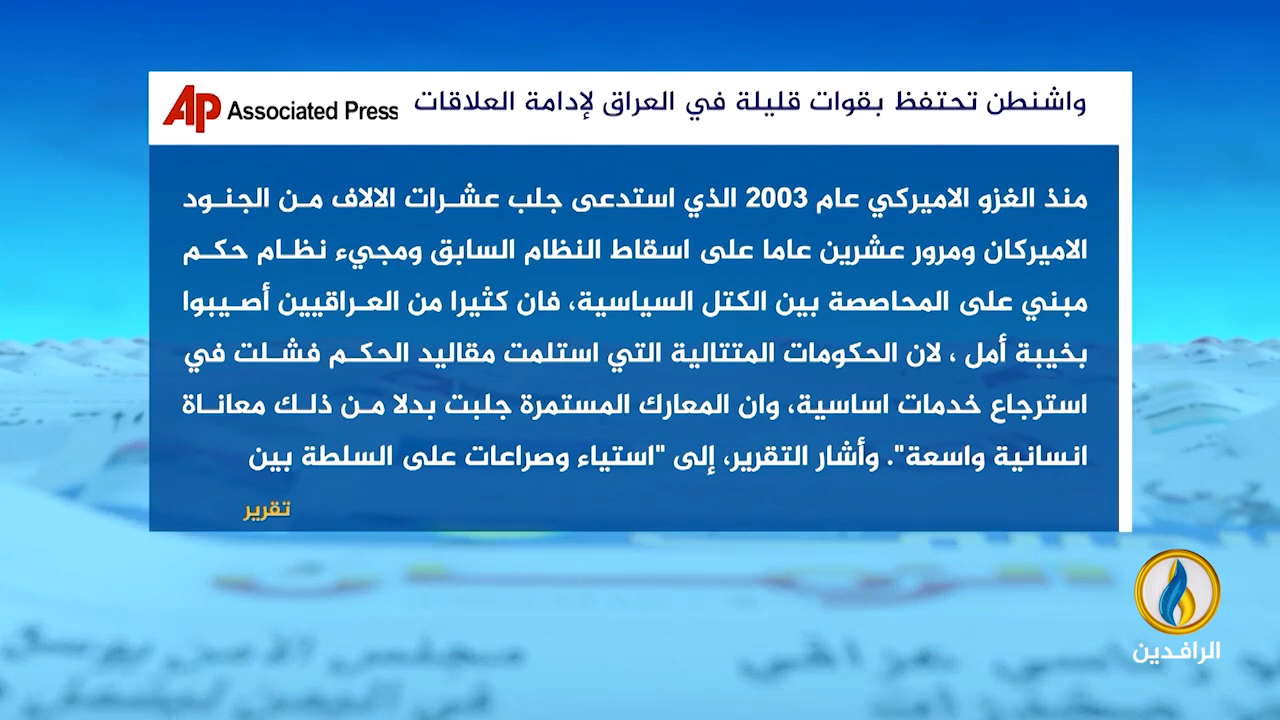 واشنطن تحتفظ بقوات قليلة في العراق لإدامة العلاقات
AP Associated Press
منذ الغزو الاميركي عام 2003 الذي استدعى جلب عشرات الالاف من الجنود
الاميركان ومرور عشرين عاما على اسقاط النظام السابق ومجيء نظام حكم
مبني على المحاصصة بين الكتل السياسية، فان كثيرا من العراقيين أصيبوا
بخيبة أمل ، لان الحكومات المتتالية التي استلمت مقاليد الحكم فشلت في
استرجاع خدمات اساسية، وان المعارك المستمرة جلبت بدلا من ذلك معاناة
انسانية واسعة". وأشار التقرير، إلى "استياء وصراعات على السلطة بين
تقرير
الرافدين
مجلس الأمن يوسع